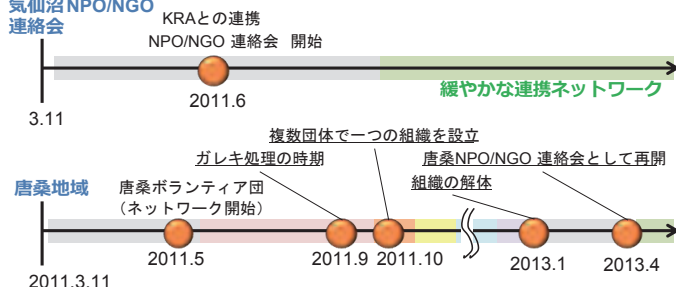 気仙沼NPO/NGO
連絡会
KRAとの連携
NPO/NGO 連絡会 開始
緩やかな連携ネットワーク
2011.6
3.11
複数団体で一つの組織を設立
ガレキ処理の時期
唐桑NPO/NGO 連絡会として再開
唐桑地域
唐桑ボランティア団
（ネットワーク開始）
組織の解体
2011.5
2011.9
2011.10
2013.1
2013.4
2011.3.11